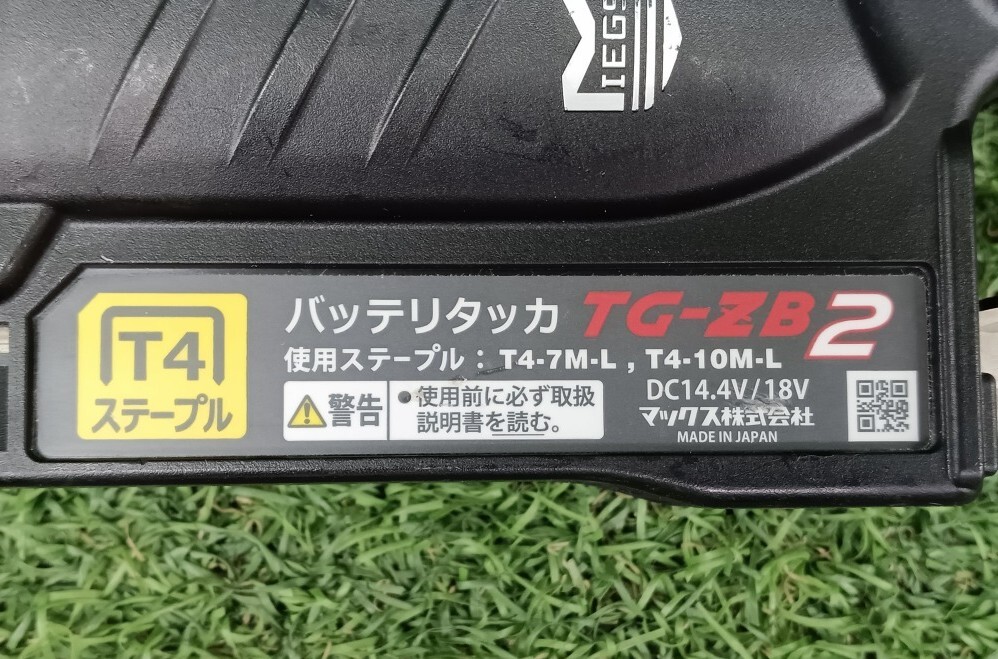 MIEGS
T4
ステープル
バッテリタッカ TG-ZB2
使用ステープル：T4-7M-L , T4-10M-L
警告
●使用前に必ず取扱
説明書を読む。
DC14.4V/18V
マックス株式会社
MADE IN JAPAN